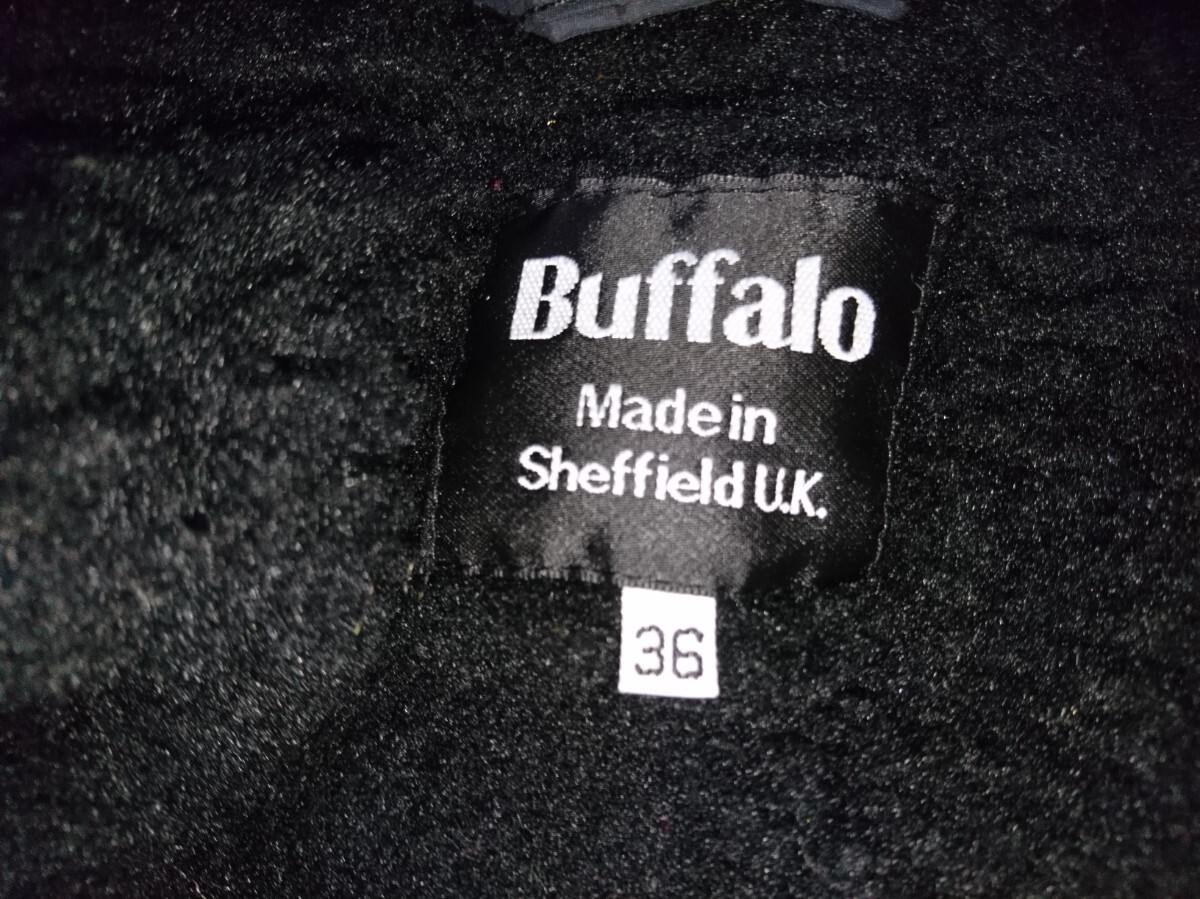 Buffalo
Made in
Sheffield U.K.
36